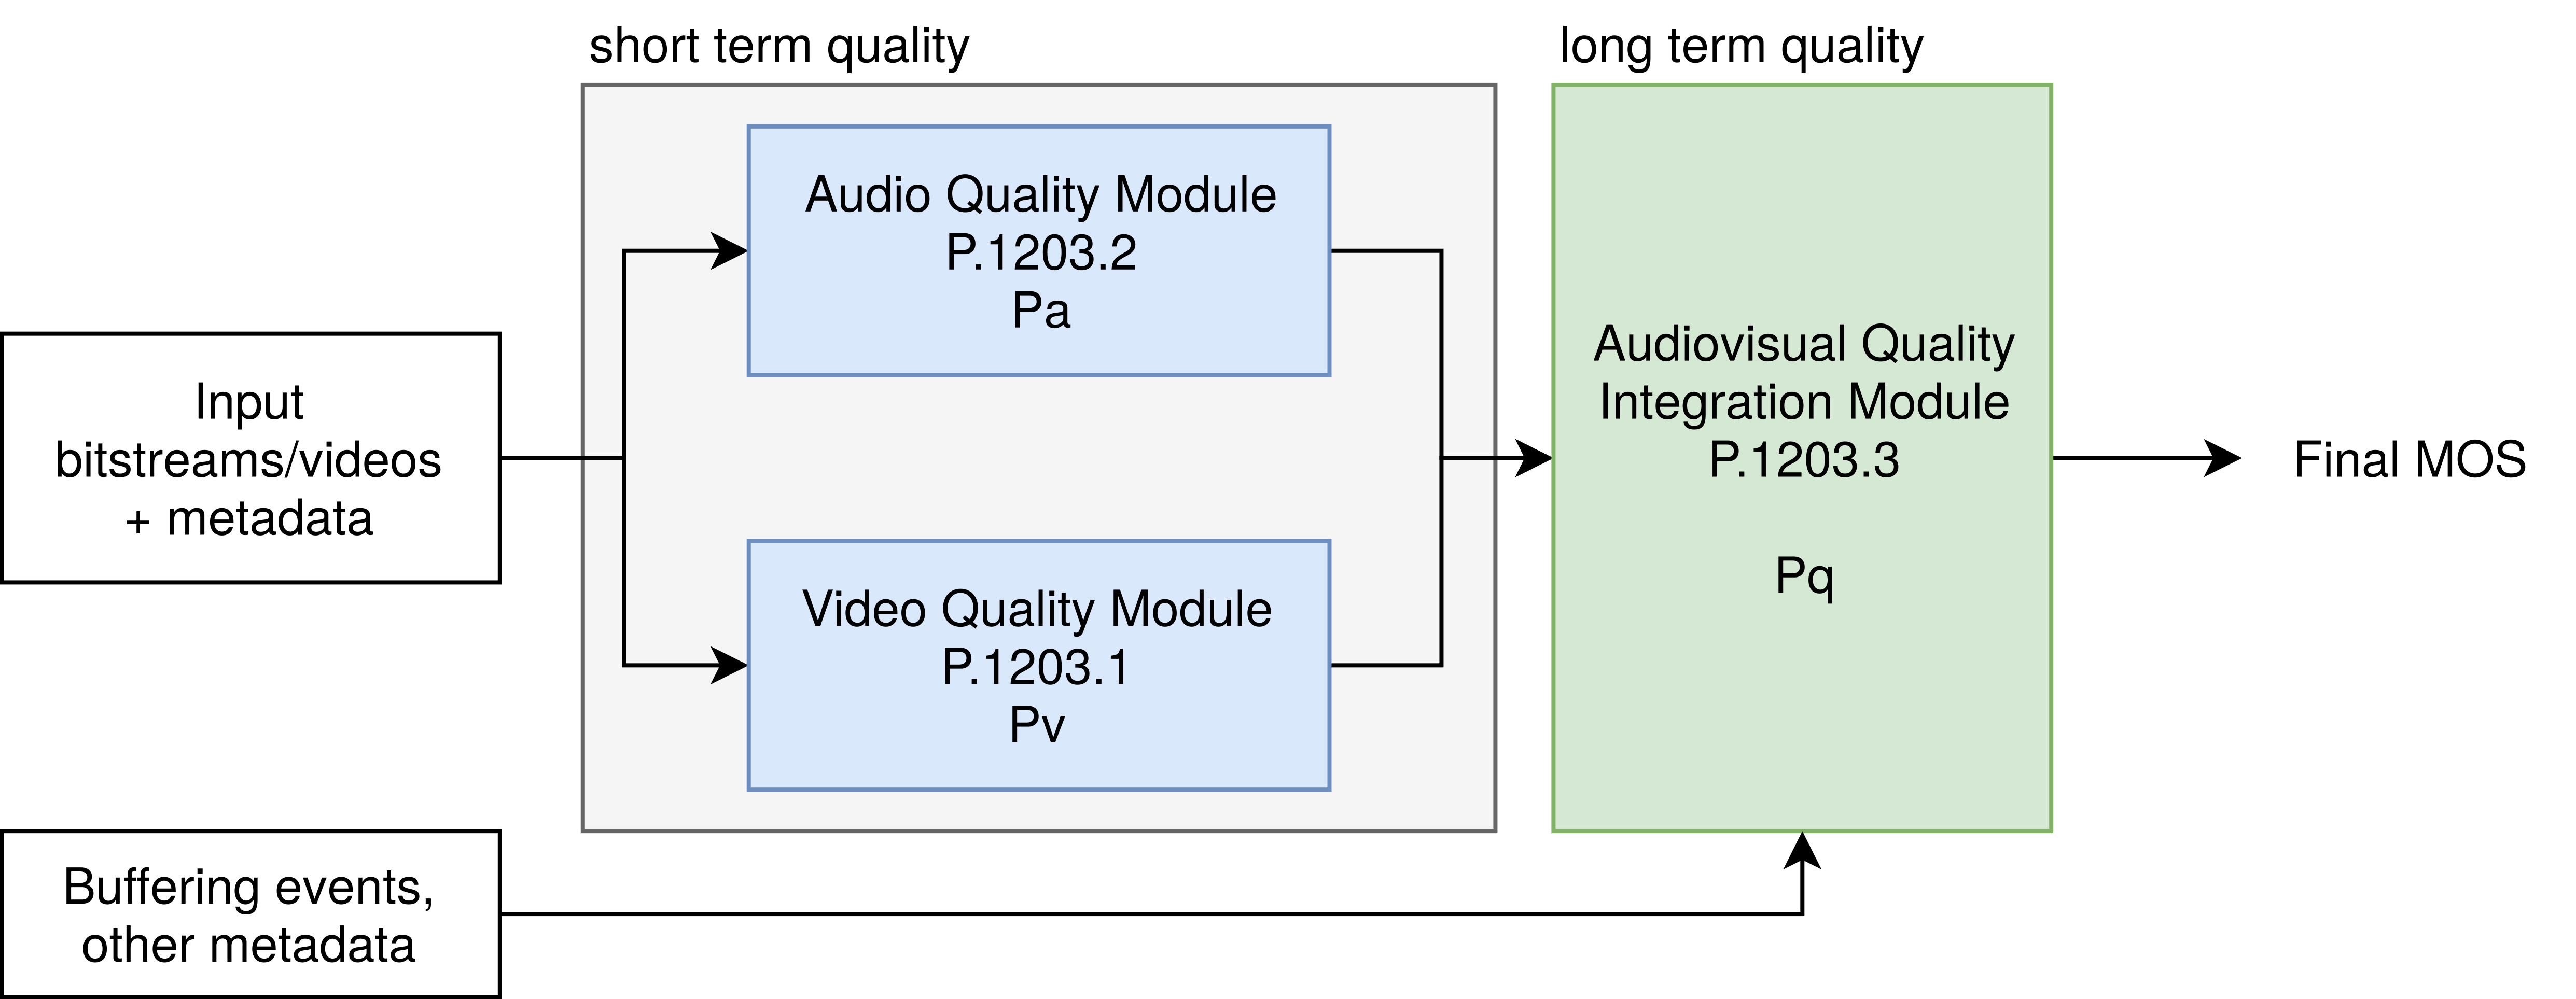 short term quality
long term quality
Audio Quality Module
P.1203.2
Pa
Input
bitstreams/videos
+ metadata
Video Quality Module
P.1203.1
Pv
Audiovisual Quality
Integration Module
P.1203.3
Pq
Final MOS
Buffering events,
other metadata